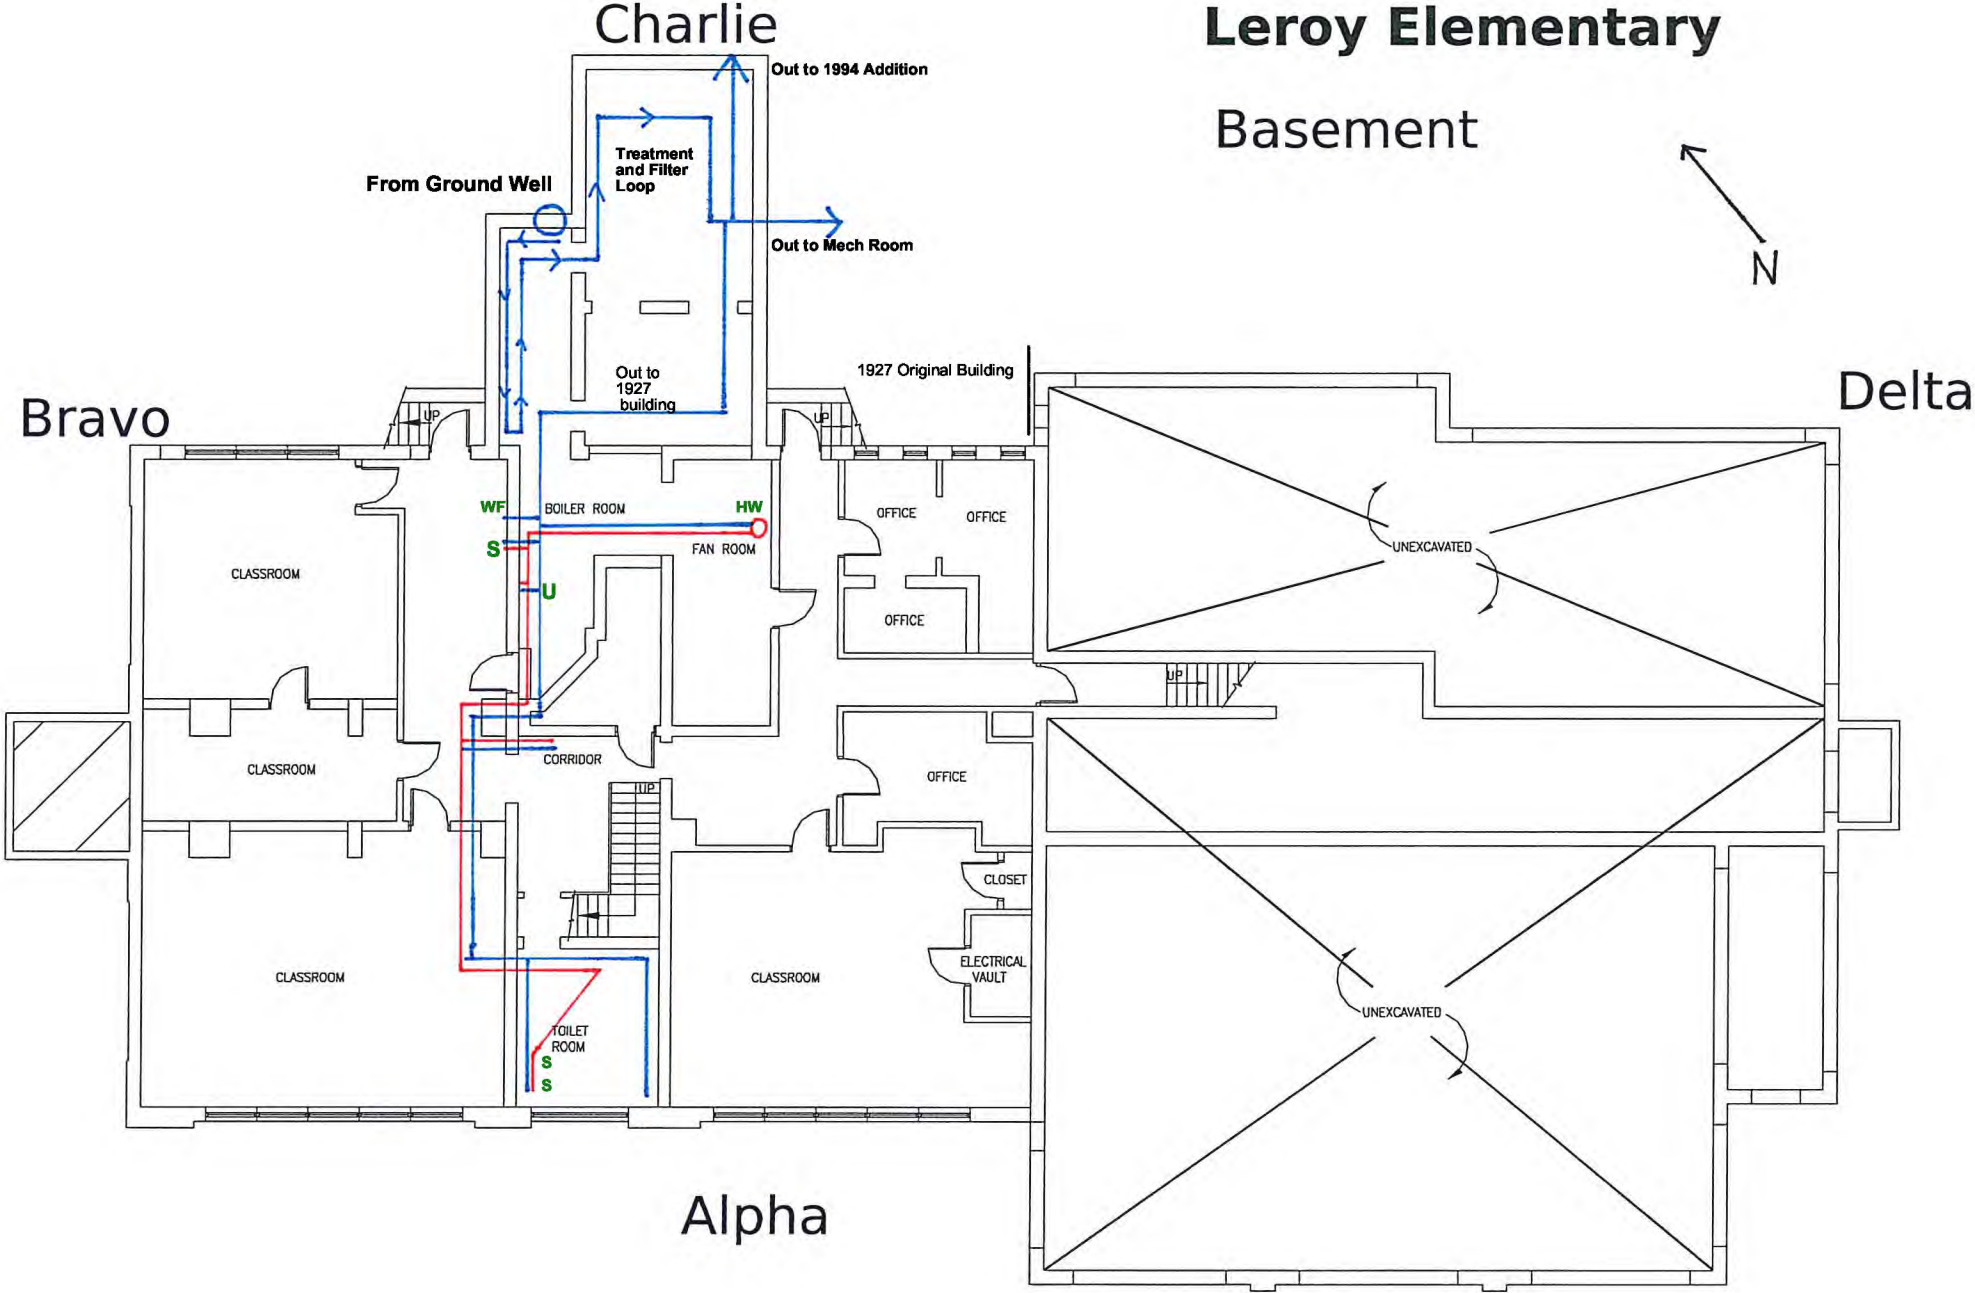 Charlie
Leroy Elementary
Out to 1994 Addition
Basement
Treatment
and Filter
Loop
From Ground Well
Out to Mech Room
N
1927 Original Building
Out to
1927
building
Bravo
Delta
UP
UP
WF
BOILER ROOM
HW
OFFICE
OFFICE
S
FAN ROOM
UNEXCAVATED
CLASSROOM
U
OFFICE
UP
CORRIDOR
CLASSROOM
OFFICE
UP
CLOSET
ELECTRICAL
VAULT
CLASSROOM
CLASSROOM
UNEXCAVATED
TOILET
ROOM
S
S
Alpha